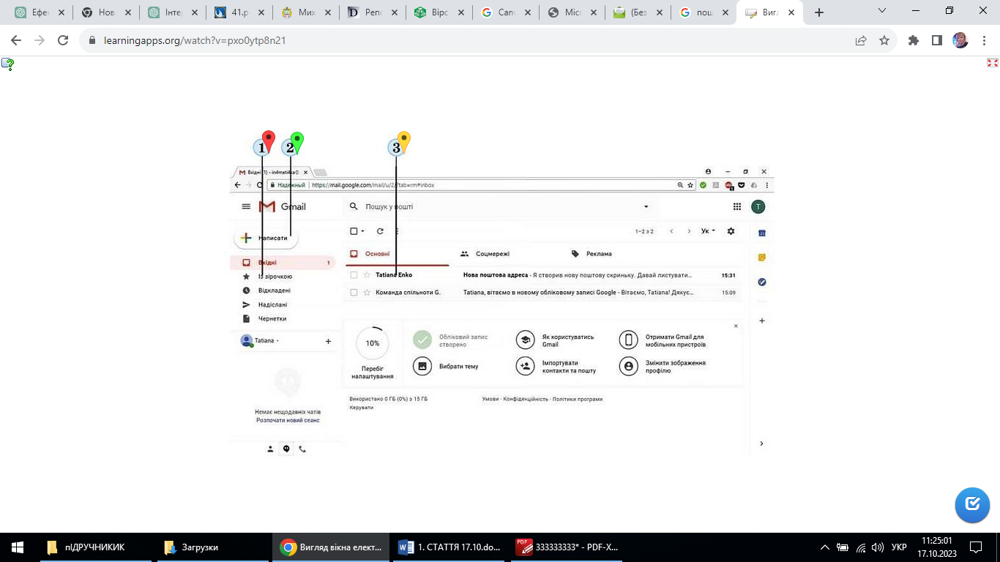 Ефе
Нов
Інтер
41.p
Мих
Реп
Вірс
Canv
Mic
(Без
пош
Вигл
learningapps.org/watch?v=pxo0ytp8n21
1 2 3
Вхідні (1) - in4mati4ka@
Надежный https://mail.google.com/mail/u/2/?tab=rm#inbox
Gmail
Пошук у пошті
T
Написати
1–2 з 2
Ук
Вхідні 1
Основні
Соцмережі
Реклама
Із зірочкою
Tatiana Enko Нова поштова адреса - Я створив нову поштову скриньку. Давай листувати... 15:31
Відкладені
Команда спільноти G. Tatiana, вітаємо в новому обліковому записі Google - Вітаємо, Tatiana! Дякує... 15:09
Надіслані
Чернетки
Tatiana
10%
Перебіг
налаштування
Обліковий запис
створено
Як користуватись
Gmail
Отримати Gmail для
мобільних пристроїв
Вибрати тему
Імпортувати
контакти та пошту
Змінити зображення
профілю
Використано 0 ГБ (0%) з 15 ГБ
Керувати
Умови - Конфіденційність - Політики програми
Немає нещодавніх чатів
Розпочати новий сеанс
пІДРУЧНИКИК
Загрузки
Вигляд вікна елект...
1. СТАТТЯ 17.10.do...
333333333* - PDF-X...
УКР
11:25:01
17.10.2023